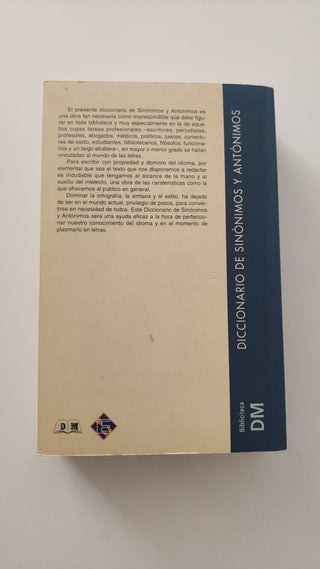 El presente diccionario de Sinónimos y Antónimos es
una obra tan necesaria como imprescindible que debe figu-
rar en toda biblioteca y muy especialmente en la de aque-
llos cuyas tareas profesionales -escritores, periodistas,
profesores, abogados, médicos, políticos, jueces, correcto-
res de estilo, estudiantes, bibliotecarios, filósofos, funciona-
rios y un largo etcétera-, en mayor o menor grado se hallan
vinculadas al mundo de las letras.
Para escribir con propiedad y dominio del idioma, por
elemental que sea el texto que nos disponemos a redactar
es indudable que tengamos al alcance de la mano y al
auxilio del intelecto, una obra de las caraterísticas como la
que ofrecemos al público en general.
Dominar la ortografía, la sintaxis y el estilo, ha dejado
de ser en el mundo actual, privilegio de pocos, para conver-
tirse en necesidad de todos. Este Diccionario de Sinónimos
y Antónimos será una ayuda eficaz a la hora de perfeccio-
nar nuestro conocimiento del idioma y en el momento de
plasmarlo en letras.
DICCIONARIO DE SINÓNIMOS Y ANTÓNIMOS
Biblioteca
DM
D M